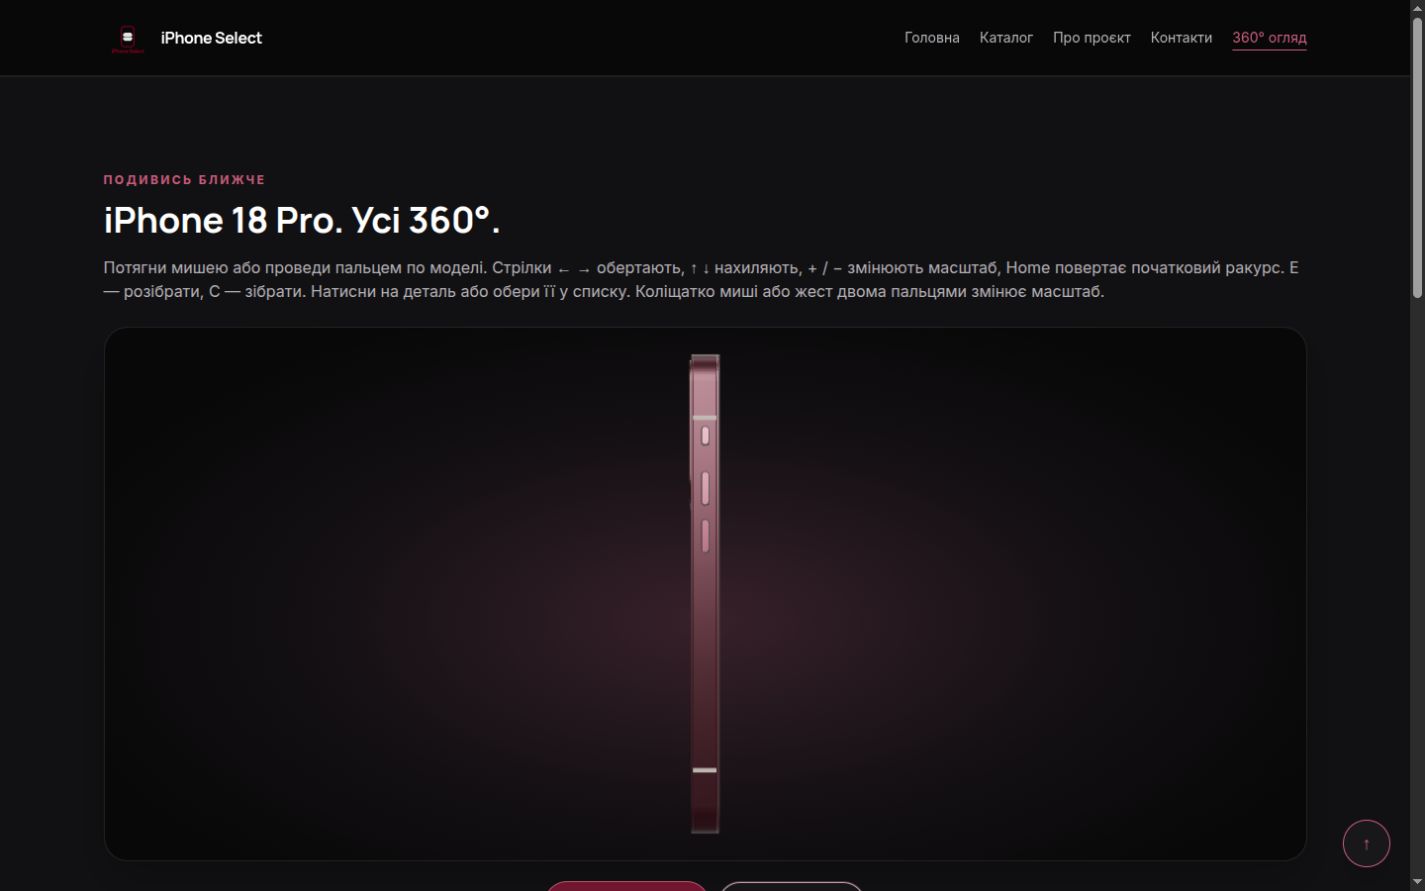 iPhone Select
Головна
Каталог
Про проєкт
Контакти
360° огляд
ПОДИВИСЬ БЛИЖЧЕ
iPhone 18 Pro. Усі 360°.
Потягни мишею або проведи пальцем по моделі. Стрілки ← → обертають, ↑ ↓ нахиляють, + / − змінюють масштаб, Home повертає початковий ракурс. E
— розібрати, C — зібрати. Натисни на деталь або обери її у списку. Коліщатко миші або жест двома пальцями змінює масштаб.
↑